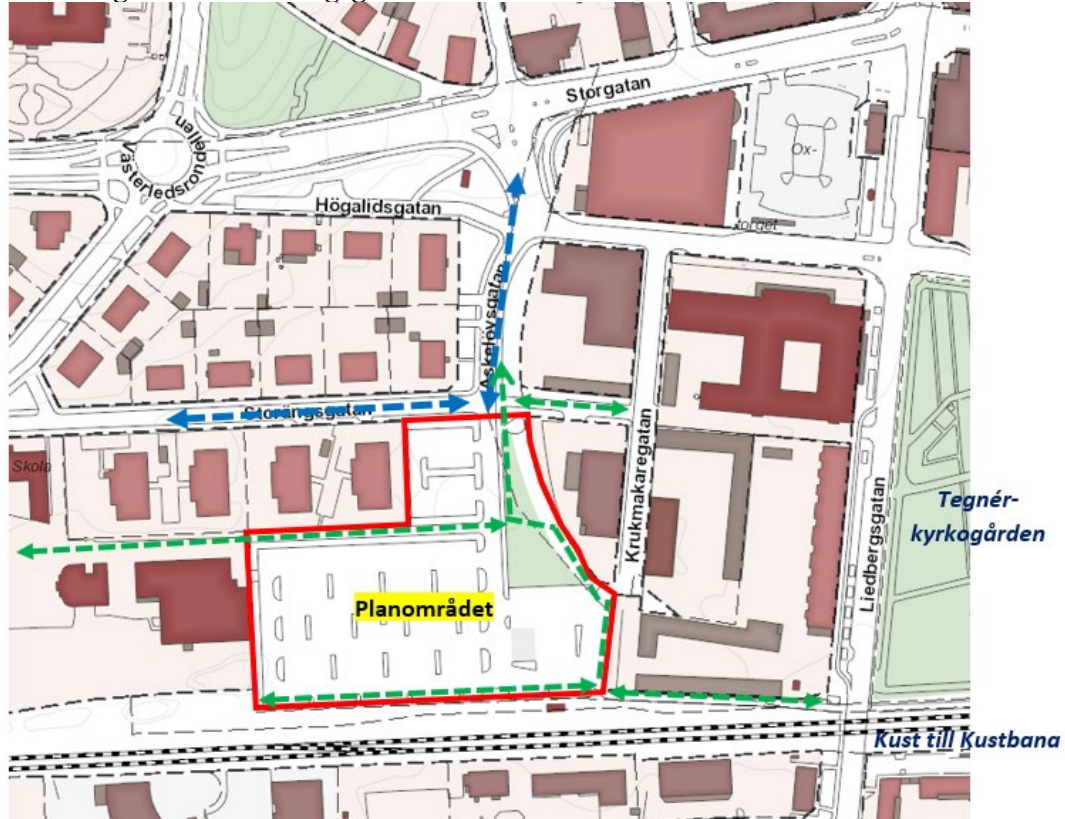 Storgatan
Västerledsrondellen
Ox-
torget
Högalidsgatan
Askelövsgatan
Storängsgatan
Skola
Krukmakaregatan
Liedbergsgatan
Tegnér-
kyrkogården
Planområdet
Kust till Kustbana